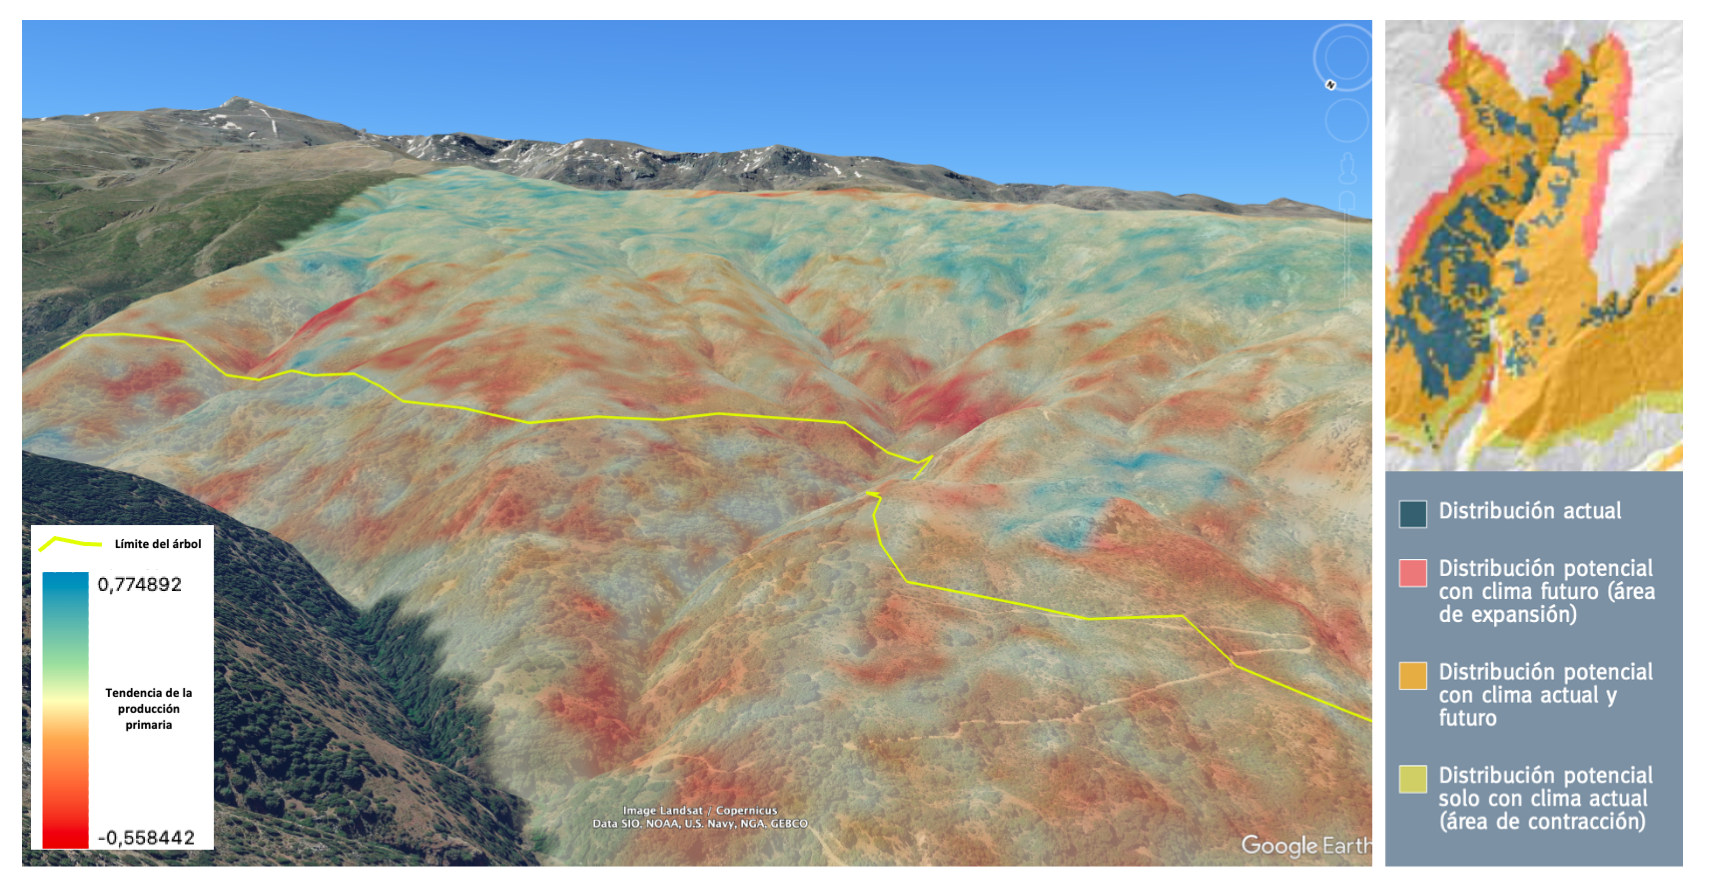 N
Límite del árbol
0,774892
Tendencia de la
producción
primaria
-0,558442
Image Landsat / Copernicus
Data SIO, NOAA, U.S. Navy, NGA, GEBCO
Google Earth
Distribución actual
Distribución potencial
con clima futuro (área
de expansión)
Distribución potencial
con clima actual y
futuro
Distribución potencial
solo con clima actual
(área de contracción)